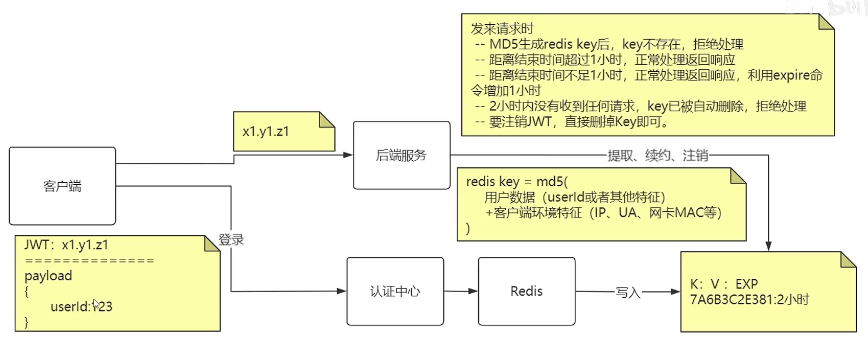 发来请求时
-- MD5生成redis key后，key不存在，拒绝处理
-- 距离结束时间超过1小时，正常处理返回响应
-- 距离结束时间不足1小时，正常处理返回响应，利用expire命
令增加1小时
-- 2小时内没有收到任何请求，key已被自动删除，拒绝处理
-- 要注销JWT，直接删掉Key即可。
x1.y1.z1
客户端
后端服务
提取、续约、注销
redis key = md5(
用户数据（userId或者其他特征）
+客户端环境特征（IP、UA、网卡MAC等）
)
登录
JWT：x1.y1.z1
==============
payload
{
userId:123
}
认证中心
Redis
写入
K：V：EXP
7A6B3C2E381:2小时